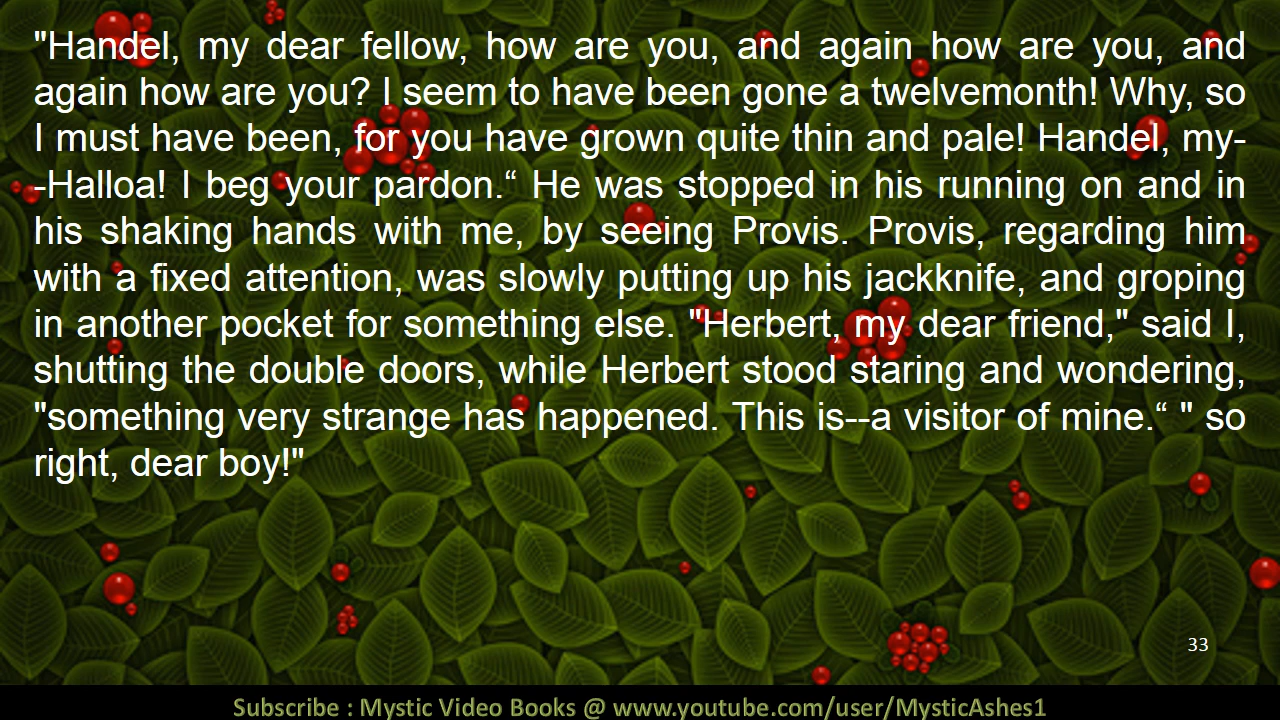 "Handel, my dear fellow, how are you, and again how are you, and
again how are you? I seem to have been gone a twelvemonth! Why, so
I must have been, for you have grown quite thin and pale! Handel, my-
-Halloa! I beg your pardon.“ He was stopped in his running on and in
his shaking hands with me, by seeing Provis. Provis, regarding him
with a fixed attention, was slowly putting up his jackknife, and groping
in another pocket for something else. "Herbert, my dear friend," said I,
shutting the double doors, while Herbert stood staring and wondering,
"something very strange has happened. This is--a visitor of mine.“ " so
right, dear boy!"
33
Subscribe : Mystic Video Books @ www.youtube.com/user/MysticAshes1